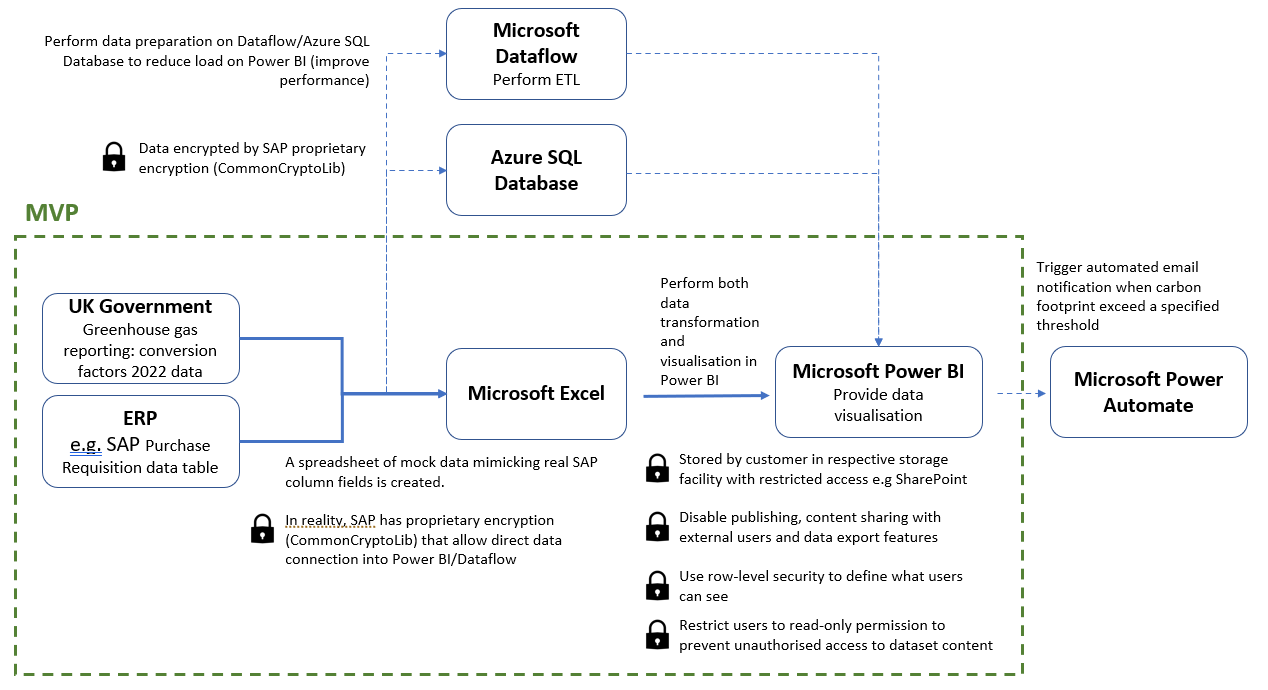 Microsoft
Dataflow
Perform ETL
Perform data preparation on Dataflow/Azure SQL
Database to reduce load on Power BI (improve
performance)
Data encrypted by SAP proprietary
encryption (CommonCryptoLib)
Azure SQL
Database
MVP
UK Government
Greenhouse gas
reporting: conversion
factors 2022 data
ERP
e.g. SAP Purchase
Requisition data table
Microsoft Excel
A spreadsheet of mock data mimicking real SAP
column fields is created.
In reality, SAP has proprietary encryption
(CommonCryptoLib) that allow direct data
connection into Power BI/Dataflow
Perform both
data
transformation
and
visualisation in
Power BI
Microsoft Power BI
Provide data
visualisation
Stored by customer in respective storage
facility with restricted access e.g SharePoint
Disable publishing, content sharing with
external users and data export features
Use row-level security to define what users
can see
Restrict users to read-only permission to
prevent unauthorised access to dataset content
Trigger automated email
notification when carbon
footprint exceed a specified
threshold
Microsoft Power
Automate